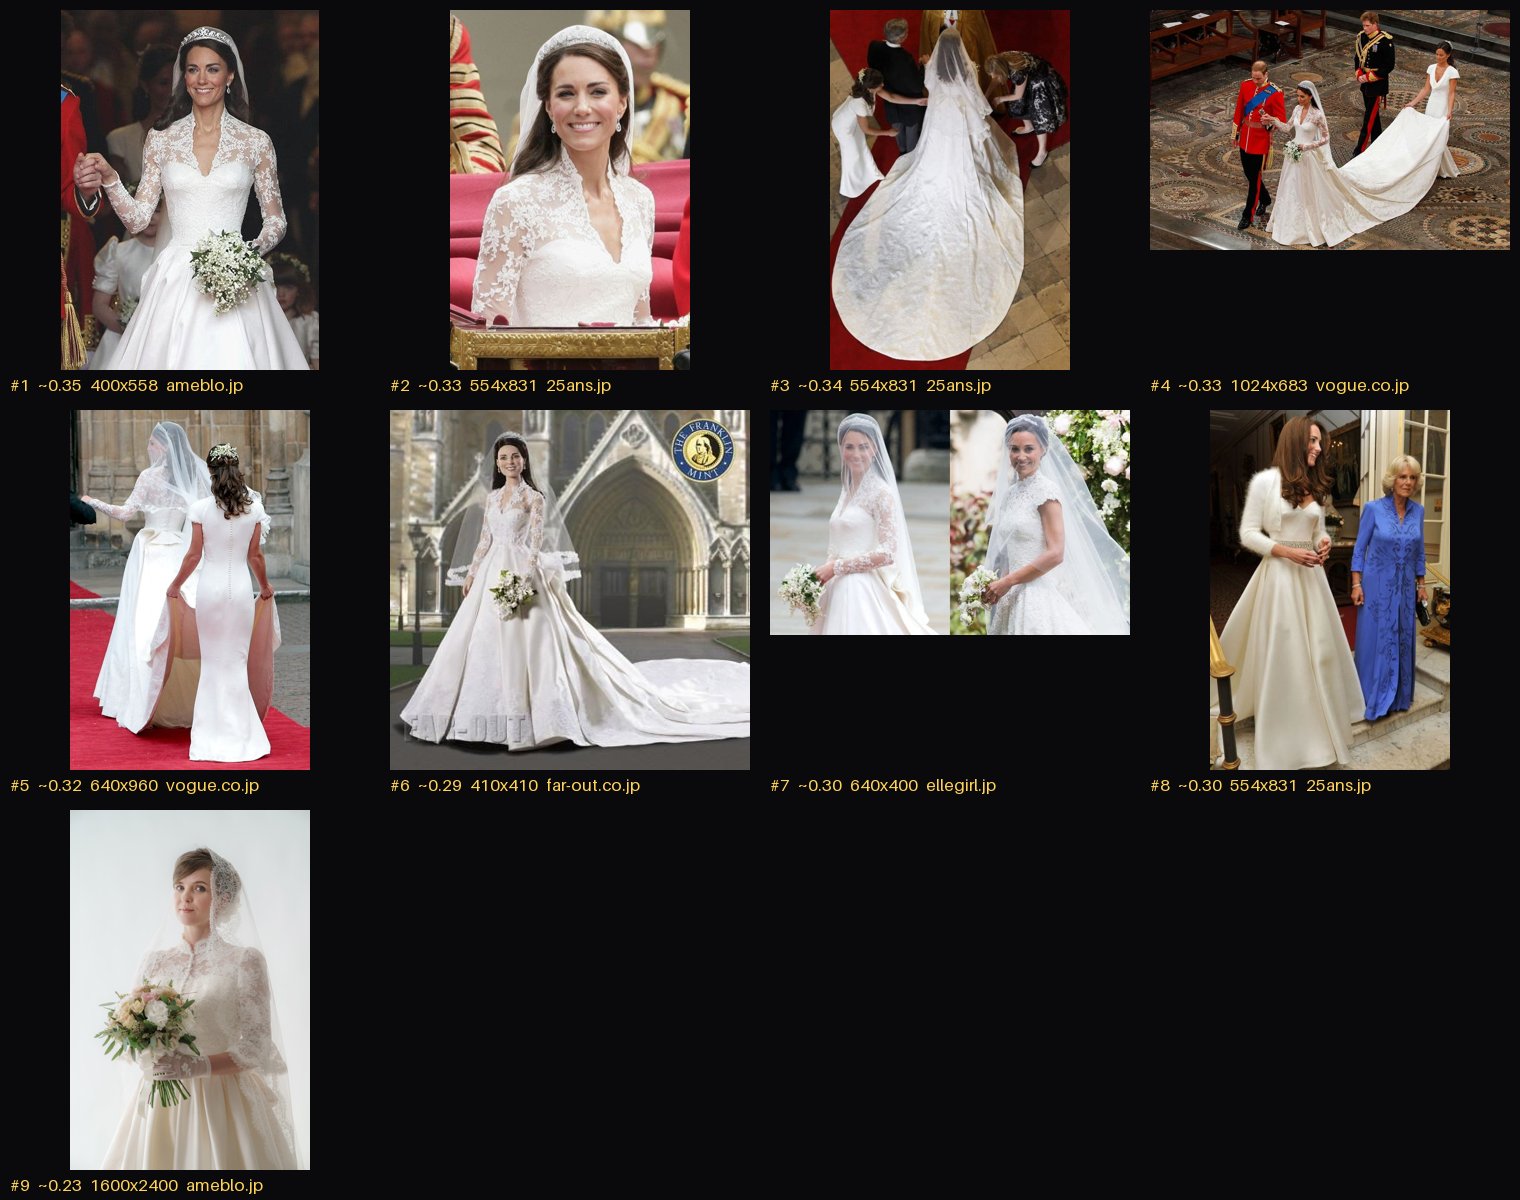 #1 ~0.35 400x558 ameblo.jp
#2 ~0.33 554x831 25ans.jp
#3 ~0.34 554x831 25ans.jp
#4 ~0.33 1024x683 vogue.co.jp
THE FRANKLIN
MINT
FAR-OUT
#5 ~0.32 640x960 vogue.co.jp
#6 ~0.29 410x410 far-out.co.jp
#7 ~0.30 640x400 ellegirl.jp
#8 ~0.30 554x831 25ans.jp
#9 ~0.23 1600x2400 ameblo.jp